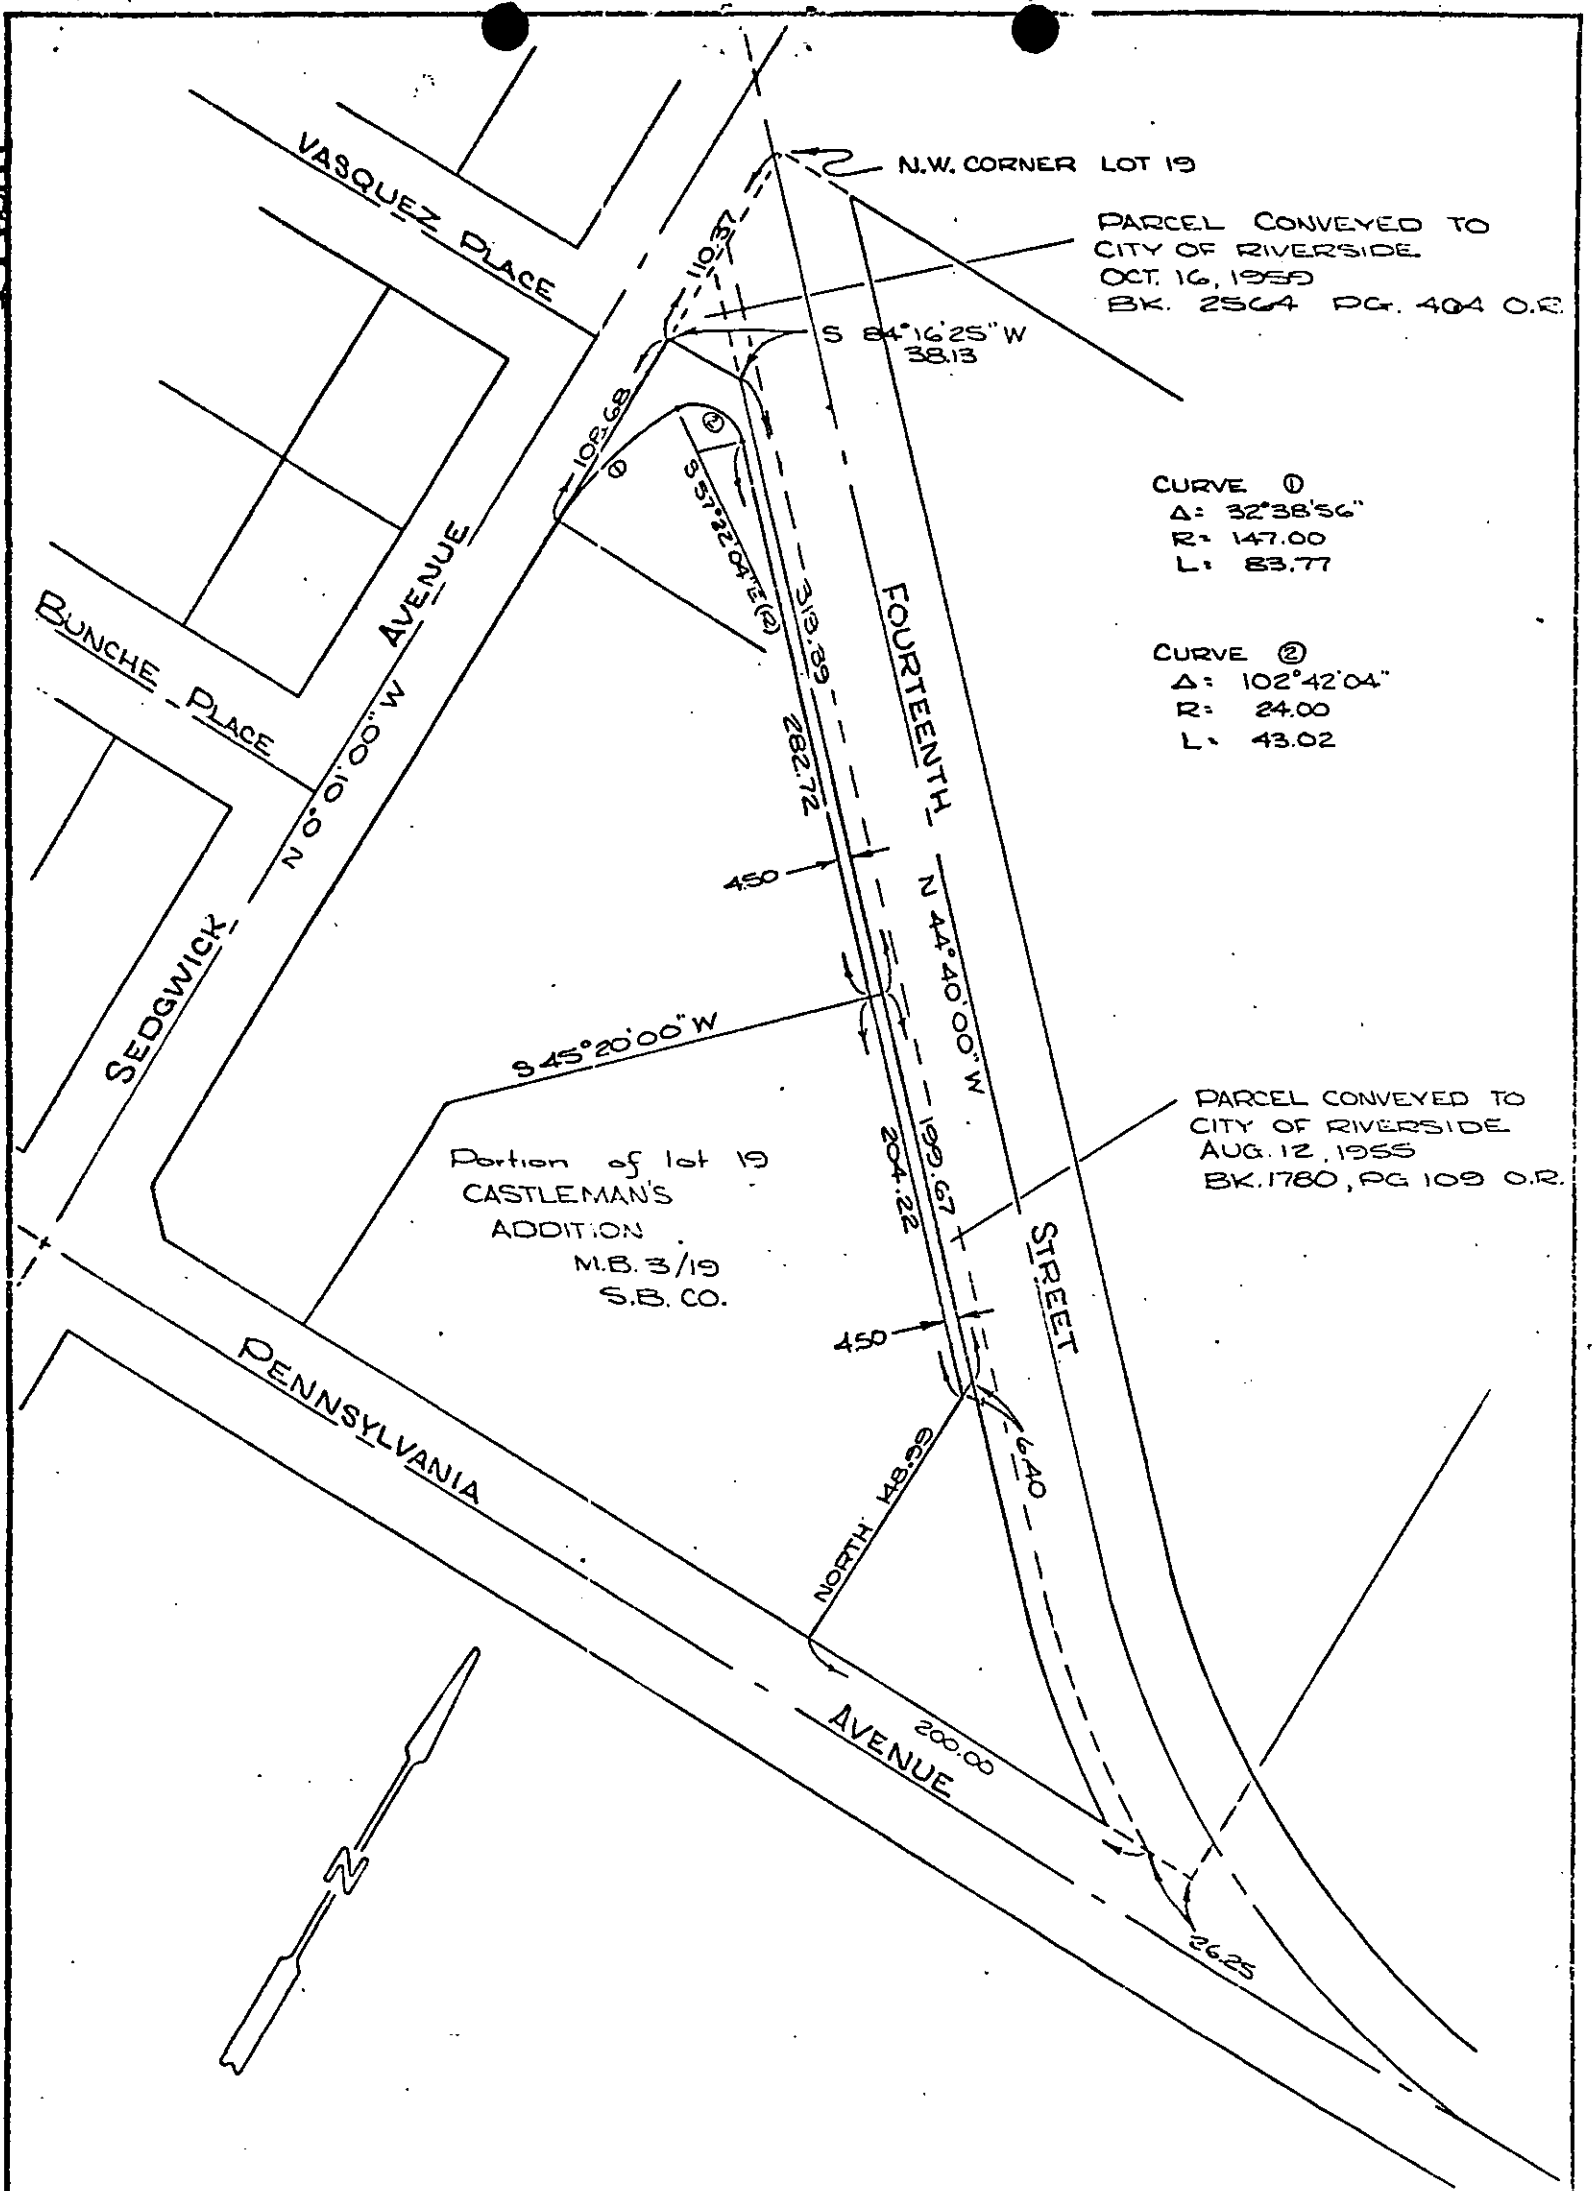 VASQUEZ PLACE
N.W. CORNER LOT 19
PARCEL CONVEYED TO
CITY OF RIVERSIDE
OCT. 16, 1959
BK. 2564 PG. 404 O.R.
110.37
S 84°16'25" W
38.13
108.68
①
②
S 57°22'04" E (R)
CURVE ①
Δ= 32°38'56"
R= 147.00
L= 83.77
CURVE ②
Δ= 102°42'04"
R= 24.00
L= 43.02
BUNCHE PLACE
SEDGWICK AVENUE
N 0°01'00" W
319.39
282.72
FOURTEENTH STREET
N 44°40'00" W
4.50
S 45°20'00" W
199.67
204.22
PARCEL CONVEYED TO
CITY OF RIVERSIDE
AUG. 12, 1955
BK. 1780, PG 109 O.R.
Portion of lot 19
CASTLEMAN'S
ADDITION
M.B. 3/19
S.B. CO.
4.50
6.40
NORTH 148.99
PENNSYLVANIA AVENUE
200.00
26.25
N